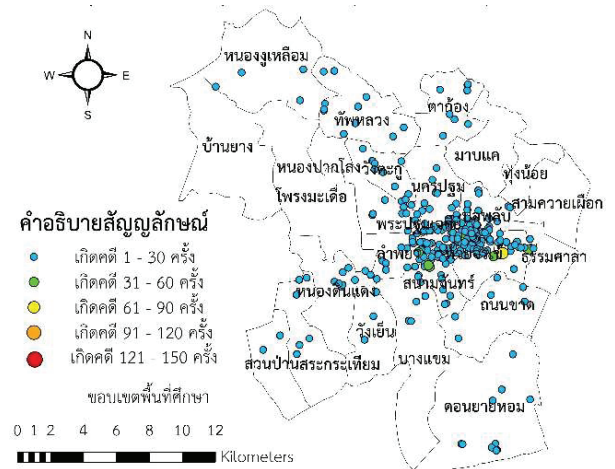 N
W E
S
หนองงูเหลือม
ตาก้อง
ทัพหลวง
บ้านยาง
มาบแค
หนองปากโลง
วังตะกู
ทุ่งน้อย
นครปฐม
โพรงมะเดื่อ
สามควายเผือก
พระปฐมเจดีย์
ลำพยา
ธรรมศาลา
สนามจันทร์
หนองดินแดง
ถนนขาด
วังเย็น
สวนป่าน
สระกระเทียม
บางแขม
ดอนยายหอม
คำอธิบายสัญญลักษณ์
เกิดคดี 1 - 30 ครั้ง
เกิดคดี 31 - 60 ครั้ง
เกิดคดี 61 - 90 ครั้ง
เกิดคดี 91 - 120 ครั้ง
เกิดคดี 121 - 150 ครั้ง
ขอบเขตพื้นที่ศึกษา
0 1 2 4 6 8 10 12
Kilometers